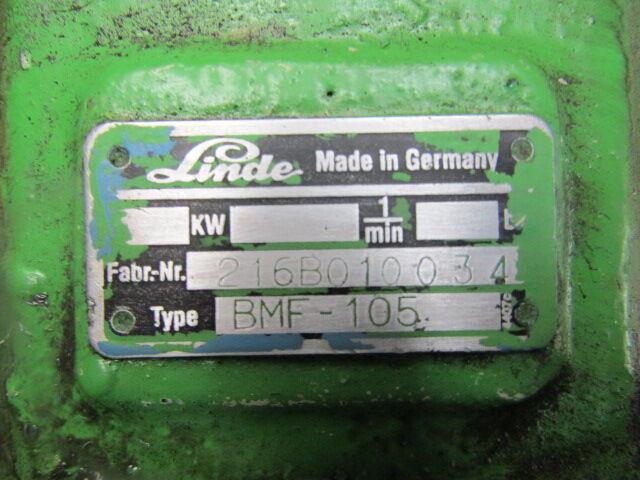 Linde Made in Germany
KW 1/min
Fabr.-Nr. 216B010034
Type BMF-105